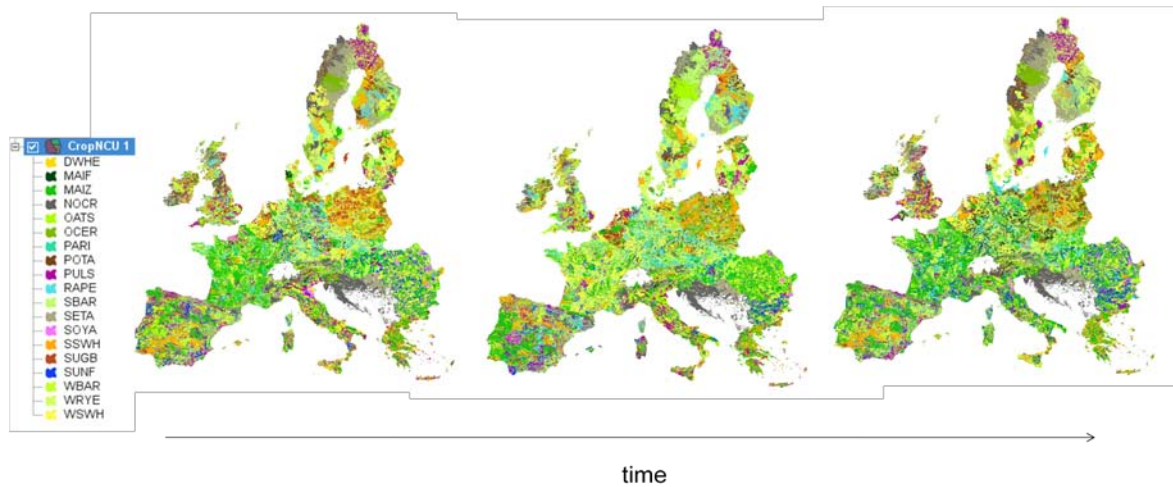 CropNCU 1
DWHE
MAIF
MAIZ
NOCR
OATS
OCER
PARI
POTA
PULS
RAPE
SBAR
SETA
SOYA
SSWH
SUGB
SUNF
WBAR
WRYE
WSWH
time